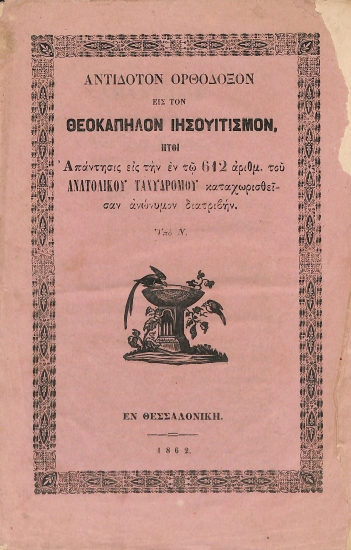 ΑΝΤΙΔΟΤΟΝ ΟΡΘΟΔΟΞΟΝ
ΕΙΣ ΤΟΝ
ΘΕΟΚΑΠΗΛΟΝ ΙΗΣΟΥΙΤΙΣΜΟΝ,
ΗΤΟΙ
Ἀπάντησις εἰς τὴν ἐν τῷ 612 ἀριθμ. τοῦ
ΑΝΑΤΟΛΙΚΟΥ ΤΑΧΥΔΡΟΜΟΥ καταχωρισθεῖ-
σαν ἀνώνυμον διατριβήν.
Ὑπὸ Ν.
ΕΝ ΘΕΣΣΑΛΟΝΙΚΗ.
1862.